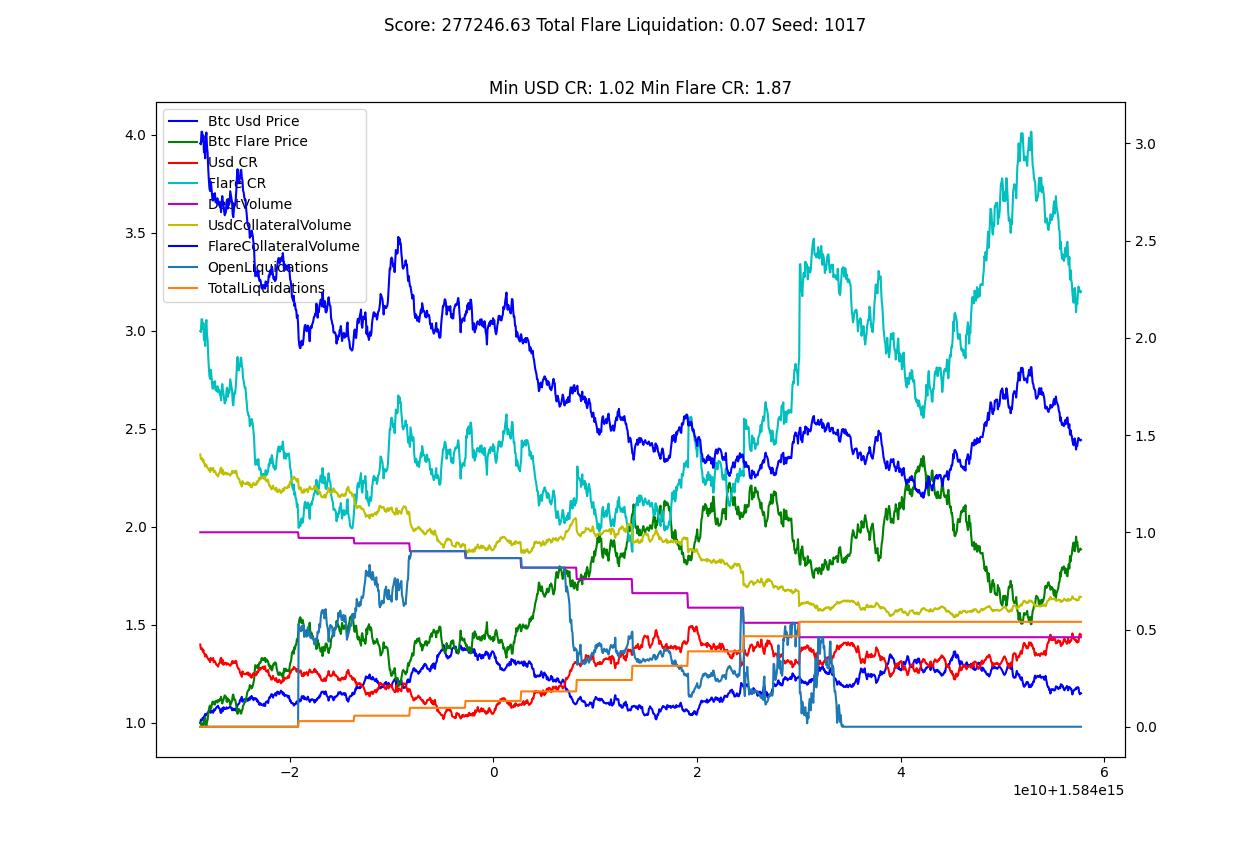 Score: 277246.63 Total Flare Liquidation: 0.07 Seed: 1017
Min USD CR: 1.02 Min Flare CR: 1.87
Btc Usd Price
Btc Flare Price
Usd CR
Flare CR
DebtVolume
UsdCollateralVolume
FlareCollateralVolume
OpenLiquidations
TotalLiquidations
4.0
3.5
3.0
2.5
2.0
1.5
1.0
3.0
2.5
2.0
1.5
1.0
0.5
0.0
−2 0 2 4 6
1e10+1.584e15